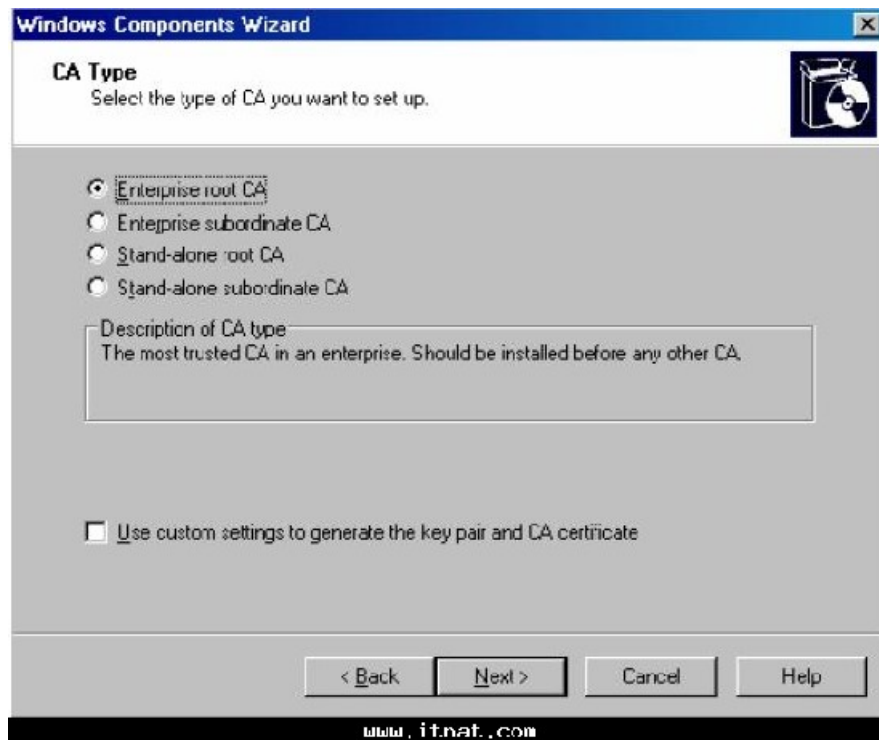 Windows Components Wizard
CA Type
Select the type of CA you want to set up.
Enterprise root CA
Enterprise subordinate CA
Stand-alone root CA
Stand-alone subordinate CA
Description of CA type
The most trusted CA in an enterprise. Should be installed before any other CA.
Use custom settings to generate the key pair and CA certificate
< Back
Next >
Cancel
Help
www.itnat.com